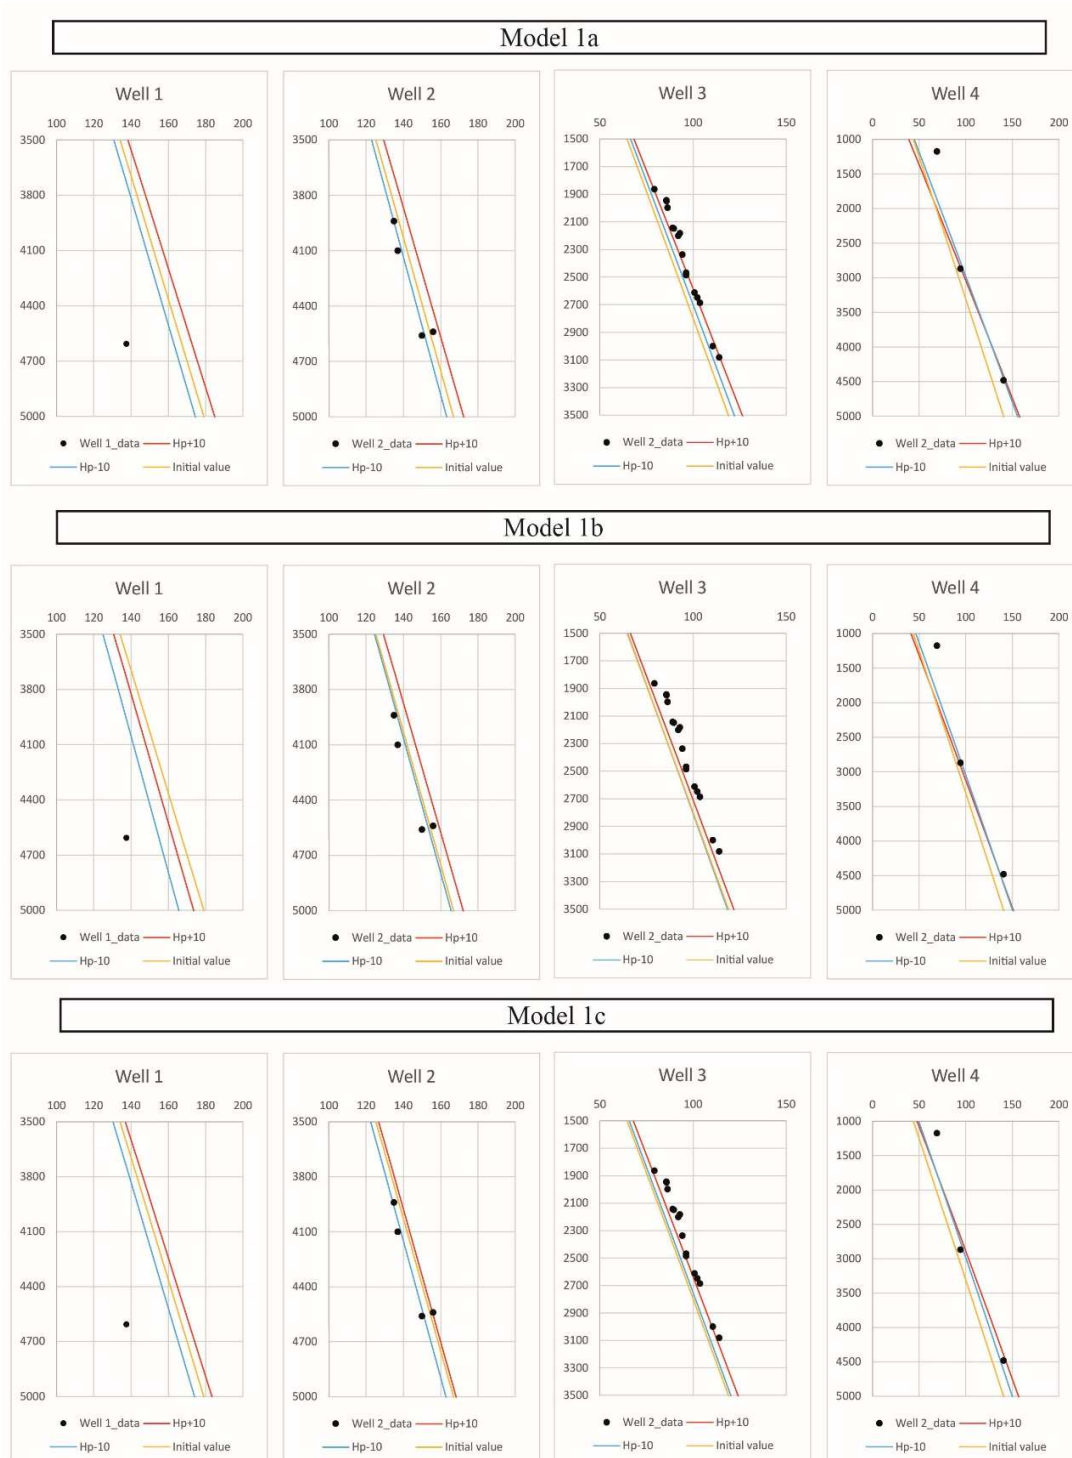 Model 1a
Well 1
100 120 140 160 180 200
3500
3800
4100
4400
4700
5000
Well 1_data Hp+10
Hp-10 Initial value
Well 2
100 120 140 160 180 200
3500
3800
4100
4400
4700
5000
Well 2_data Hp+10
Hp-10 Initial value
Well 3
50 100 150
1500
1700
1900
2100
2300
2500
2700
2900
3100
3300
3500
Well 2_data Hp+10
Hp-10 Initial value
Well 4
0 50 100 150 200
1000
1500
2000
2500
3000
3500
4000
4500
5000
Well 2_data Hp+10
Hp-10 Initial value
Model 1b
Well 1
100 120 140 160 180 200
3500
3800
4100
4400
4700
5000
Well 1_data Hp+10
Hp-10 Initial value
Well 2
100 120 140 160 180 200
3500
3800
4100
4400
4700
5000
Well 2_data Hp+10
Hp-10 Initial value
Well 3
50 100 150
1500
1700
1900
2100
2300
2500
2700
2900
3100
3300
3500
Well 2_data Hp+10
Hp-10 Initial value
Well 4
0 50 100 150 200
1000
1500
2000
2500
3000
3500
4000
4500
5000
Well 2_data Hp+10
Hp-10 Initial value
Model 1c
Well 1
100 120 140 160 180 200
3500
3800
4100
4400
4700
5000
Well 1_data Hp+10
Hp-10 Initial value
Well 2
100 120 140 160 180 200
3500
3800
4100
4400
4700
5000
Well 2_data Hp+10
Hp-10 Initial value
Well 3
50 100 150
1500
1700
1900
2100
2300
2500
2700
2900
3100
3300
3500
Well 2_data Hp+10
Hp-10 Initial value
Well 4
0 50 100 150 200
1000
1500
2000
2500
3000
3500
4000
4500
5000
Well 2_data Hp+10
Hp-10 Initial value